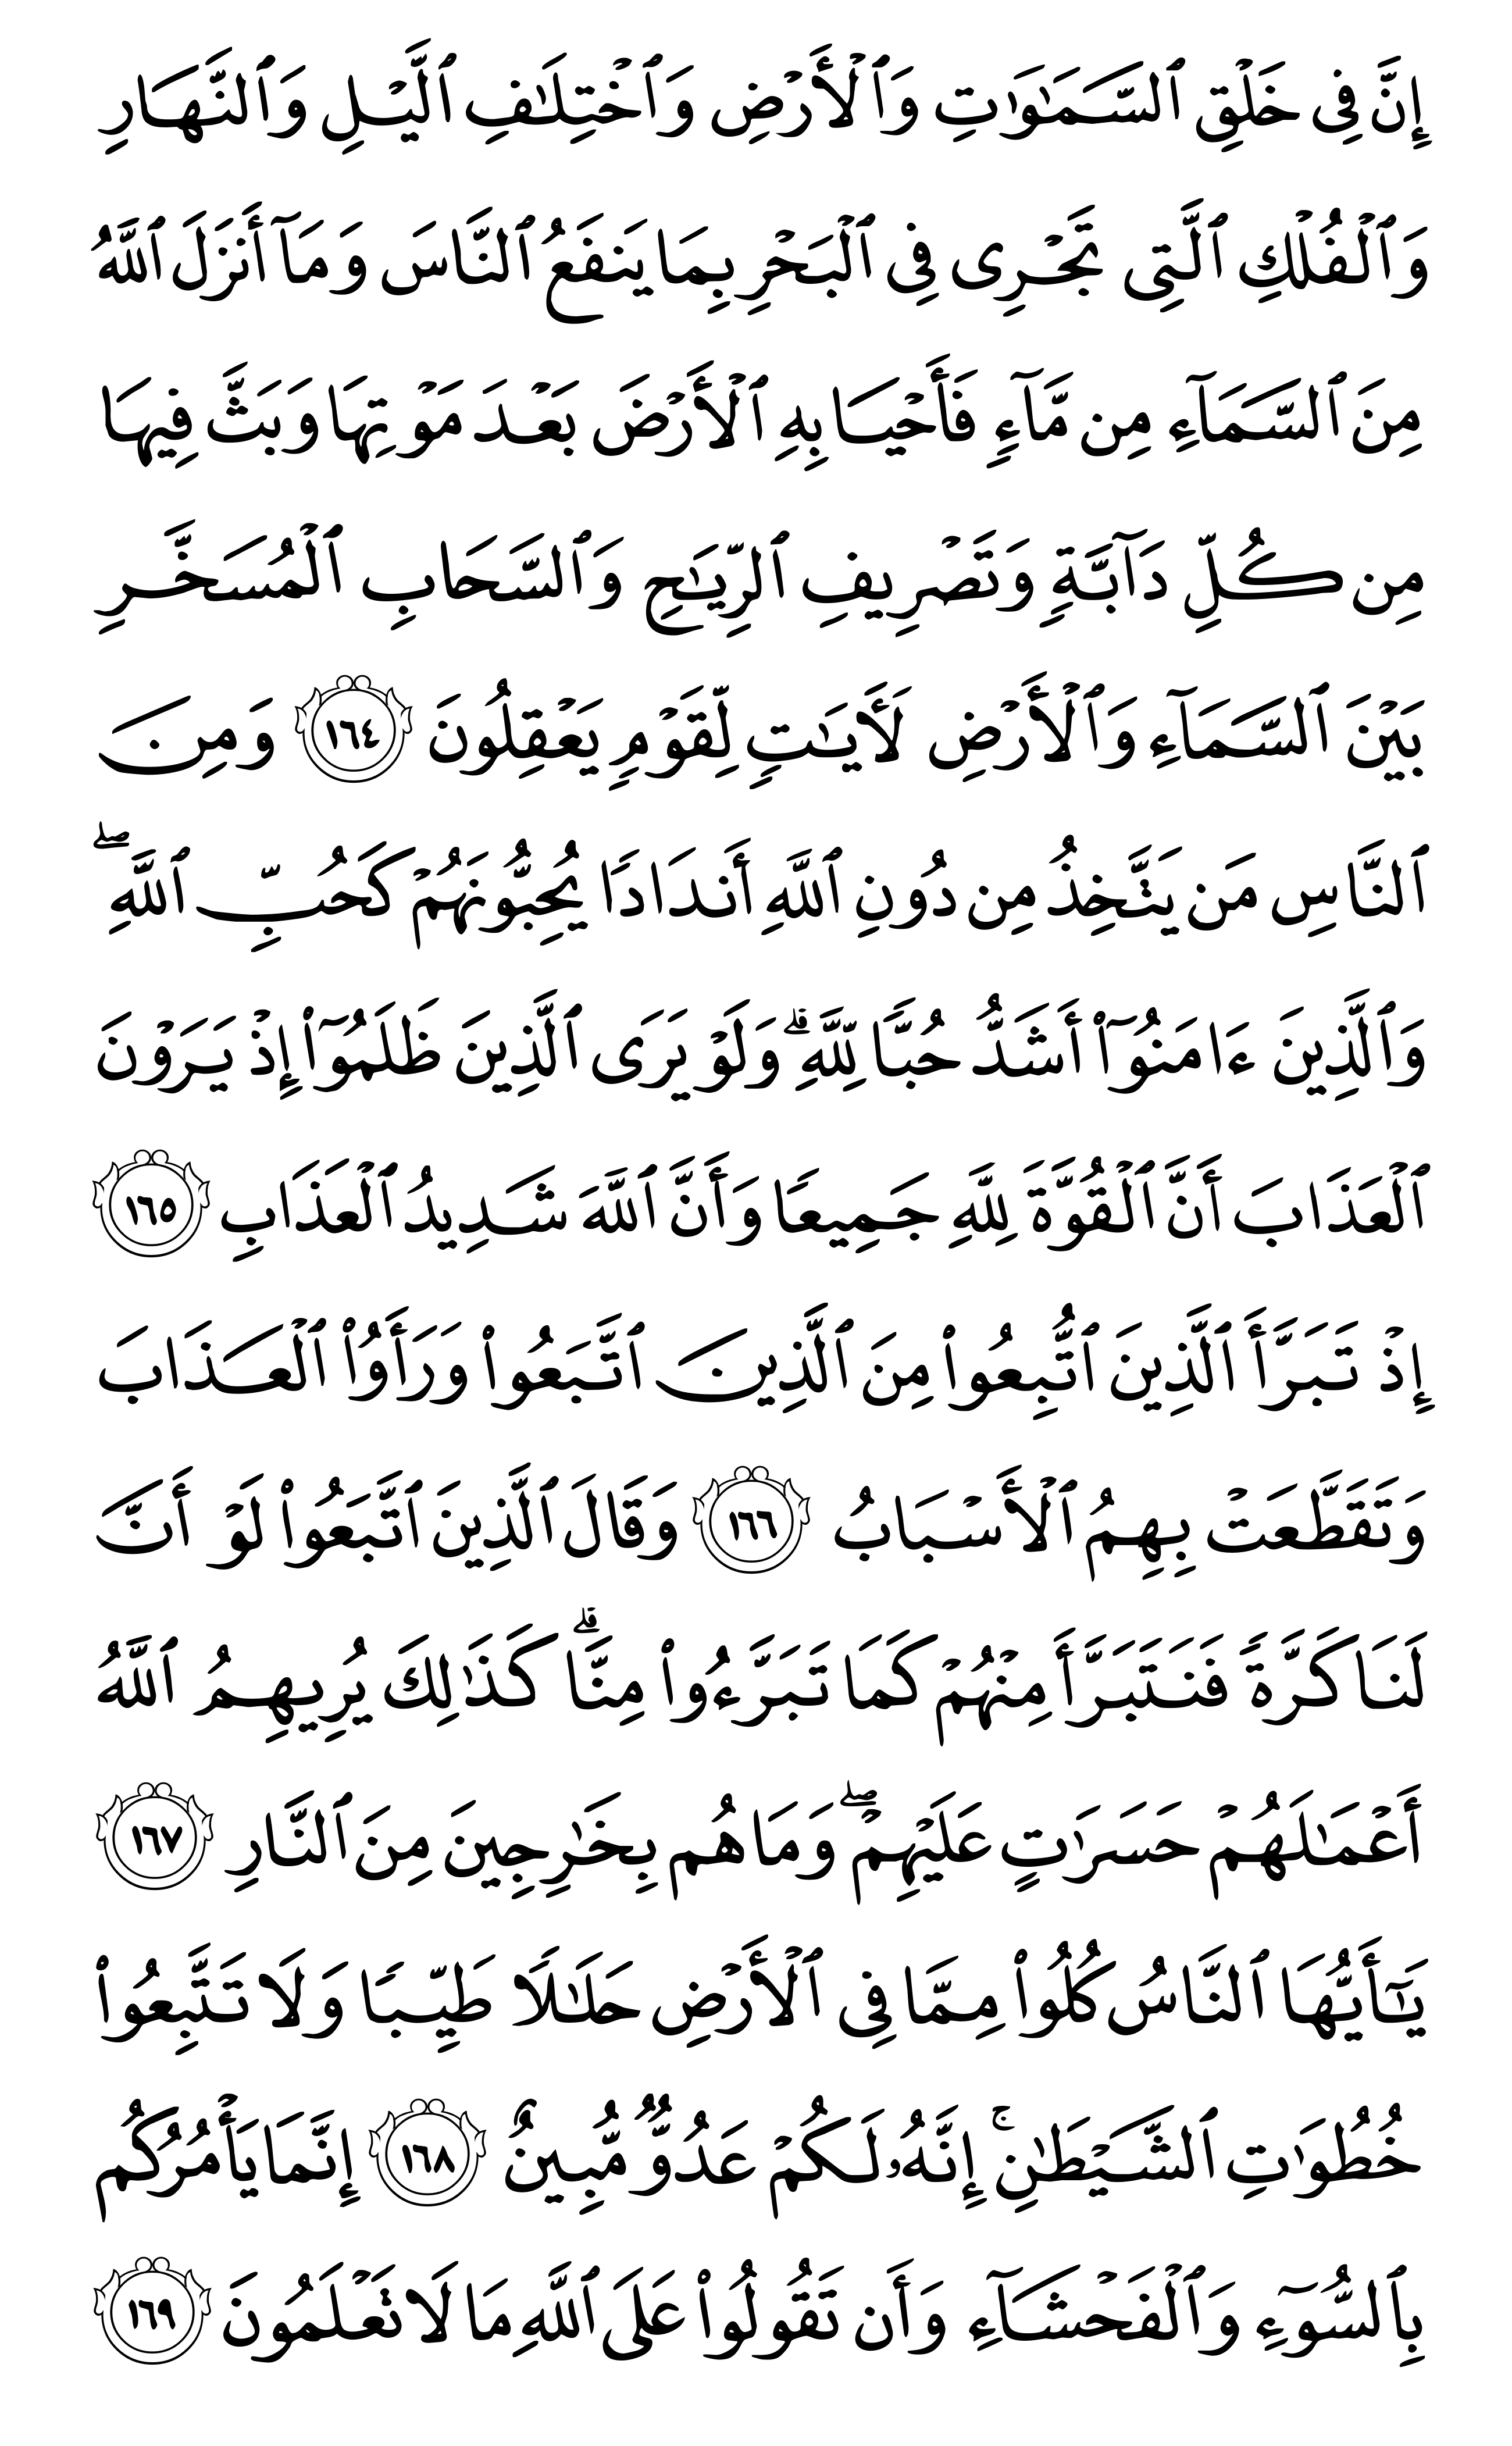 إِنَّ فِى خَلْقِ ٱلسَّمَـٰوَٰتِ وَٱلْأَرْضِ وَٱخْتِلَـٰفِ ٱلَّيْلِ وَٱلنَّهَارِ
وَٱلْفُلْكِ ٱلَّتِى تَجْرِى فِى ٱلْبَحْرِ بِمَا يَنفَعُ ٱلنَّاسَ وَمَآ أَنزَلَ ٱللَّهُ
مِنَ ٱلسَّمَآءِ مِن مَّآءٍ فَأَحْيَا بِهِ ٱلْأَرْضَ بَعْدَ مَوْتِهَا وَبَثَّ فِيهَا
مِن كُلِّ دَآبَّةٍ وَتَصْرِيفِ ٱلرِّيَـٰحِ وَٱلسَّحَابِ ٱلْمُسَخَّرِ
بَيْنَ ٱلسَّمَآءِ وَٱلْأَرْضِ لَـَٔايَـٰتٍ لِّقَوْمٍ يَعْقِلُونَ ١٦٤ وَمِنَ
ٱلنَّاسِ مَن يَتَّخِذُ مِن دُونِ ٱللَّهِ أَندَادًا يُحِبُّونَهُمْ كَحُبِّ ٱللَّهِ ۖ
وَٱلَّذِينَ ءَامَنُوٓا۟ أَشَدُّ حُبًّا لِّلَّهِ ۗ وَلَوْ يَرَى ٱلَّذِينَ ظَلَمُوٓا۟ إِذْ يَرَوْنَ
ٱلْعَذَابَ أَنَّ ٱلْقُوَّةَ لِلَّهِ جَمِيعًا وَأَنَّ ٱللَّهَ شَدِيدُ ٱلْعَذَابِ ١٦٥
إِذْ تَبَرَّأَ ٱلَّذِينَ ٱتُّبِعُوا۟ مِنَ ٱلَّذِينَ ٱتَّبَعُوا۟ وَرَأَوُا۟ ٱلْعَذَابَ
وَتَقَطَّعَتْ بِهِمُ ٱلْأَسْبَابُ ١٦٦ وَقَالَ ٱلَّذِينَ ٱتَّبَعُوا۟ لَوْ أَنَّ
لَنَا كَرَّةً فَنَتَبَرَّأَ مِنْهُمْ كَمَا تَبَرَّءُوا۟ مِنَّا ۗ كَذَٰلِكَ يُرِيهِمُ ٱللَّهُ
أَعْمَـٰلَهُمْ حَسَرَٰتٍ عَلَيْهِمْ ۖ وَمَا هُم بِخَـٰرِجِينَ مِنَ ٱلنَّارِ ١٦٧
يَـٰٓأَيُّهَا ٱلنَّاسُ كُلُوا۟ مِمَّا فِى ٱلْأَرْضِ حَلَـٰلًا طَيِّبًا وَلَا تَتَّبِعُوا۟
خُطُوَٰتِ ٱلشَّيْطَـٰنِ ۚ إِنَّهُۥ لَكُمْ عَدُوٌّ مُّبِينٌ ١٦٨ إِنَّمَا يَأْمُرُكُم
بِٱلسُّوٓءِ وَٱلْفَحْشَآءِ وَأَن تَقُولُوا۟ عَلَى ٱللَّهِ مَا لَا تَعْلَمُونَ ١٦٩